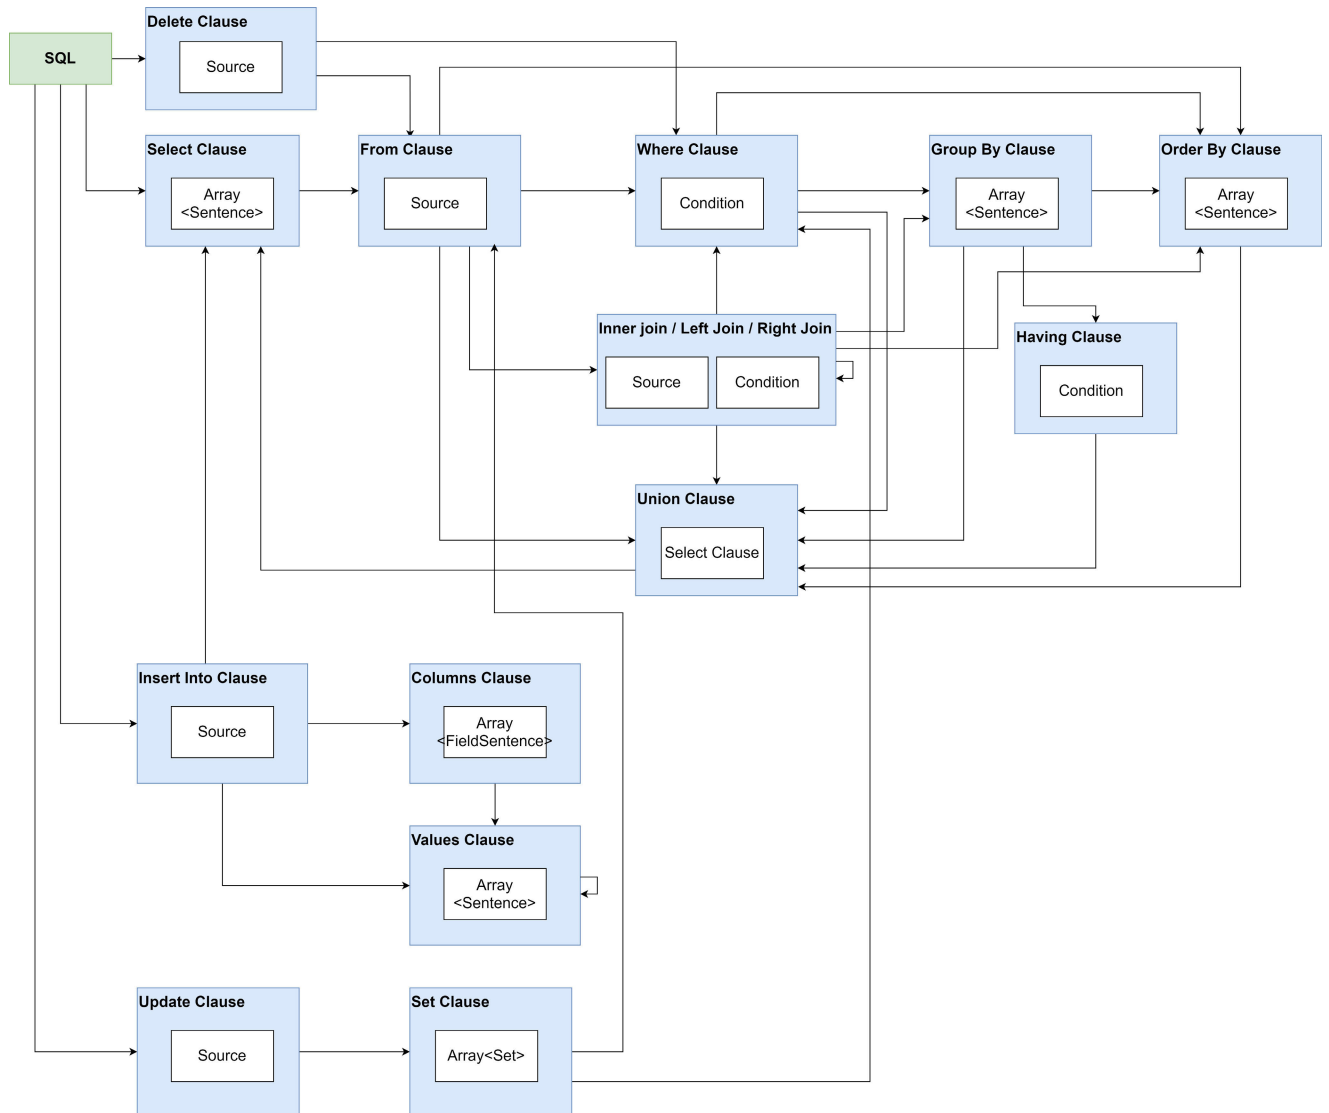 Delete Clause
SQL
Source
Select Clause
From Clause
Where Clause
Group By Clause
Order By Clause
Array
<Sentence>
Source
Condition
Array
<Sentence>
Array
<Sentence>
Inner join / Left Join / Right Join
Having Clause
Source
Condition
Condition
Union Clause
Select Clause
Insert Into Clause
Columns Clause
Source
Array
<FieldSentence>
Values Clause
Array
<Sentence>
Update Clause
Set Clause
Source
Array<Set>